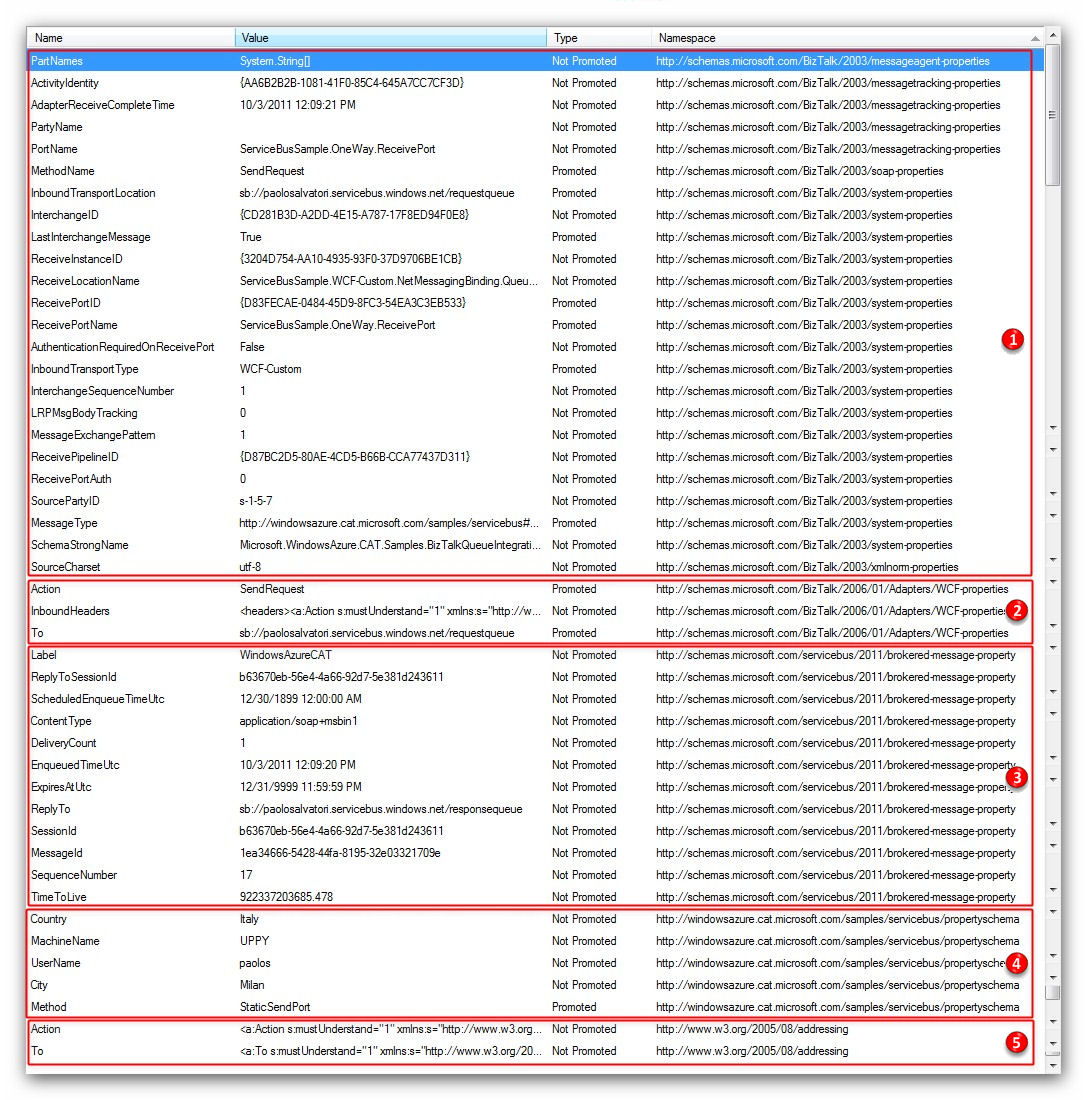 Name Value Type Namespace
PartNames System.String[] Not Promoted http://schemas.microsoft.com/BizTalk/2003/messageagent-properties
ActivityIdentity {AA6B2B2B-1081-41F0-85C4-645A7CC7CF3D} Not Promoted http://schemas.microsoft.com/BizTalk/2003/messagetracking-properties
AdapterReceiveCompleteTime 10/3/2011 12:09:21 PM Not Promoted http://schemas.microsoft.com/BizTalk/2003/messagetracking-properties
PartyName Not Promoted http://schemas.microsoft.com/BizTalk/2003/messagetracking-properties
PortName ServiceBusSample.OneWay.ReceivePort Not Promoted http://schemas.microsoft.com/BizTalk/2003/messagetracking-properties
MethodName SendRequest Promoted http://schemas.microsoft.com/BizTalk/2003/soap-properties
InboundTransportLocation sb://paolosalvatori.servicebus.windows.net/requestqueue Promoted http://schemas.microsoft.com/BizTalk/2003/system-properties
InterchangeID {CD281B3D-A2DD-4E15-A787-17F8ED94F0E8} Not Promoted http://schemas.microsoft.com/BizTalk/2003/system-properties
LastInterchangeMessage True Promoted http://schemas.microsoft.com/BizTalk/2003/system-properties
ReceiveInstanceID {3204D754-AA10-4935-93F0-37D9706BE1CB} Not Promoted http://schemas.microsoft.com/BizTalk/2003/system-properties
ReceiveLocationName ServiceBusSample.WCF-Custom.NetMessagingBinding.Queu... Not Promoted http://schemas.microsoft.com/BizTalk/2003/system-properties
ReceivePortID {D83FECAE-0484-45D9-8FC3-54EA3C3EB533} Promoted http://schemas.microsoft.com/BizTalk/2003/system-properties
ReceivePortName ServiceBusSample.OneWay.ReceivePort Promoted http://schemas.microsoft.com/BizTalk/2003/system-properties
AuthenticationRequiredOnReceivePort False Not Promoted http://schemas.microsoft.com/BizTalk/2003/system-properties
1
InboundTransportType WCF-Custom Promoted http://schemas.microsoft.com/BizTalk/2003/system-properties
InterchangeSequenceNumber 1 Not Promoted http://schemas.microsoft.com/BizTalk/2003/system-properties
LRPMsgBodyTracking 0 Not Promoted http://schemas.microsoft.com/BizTalk/2003/system-properties
MessageExchangePattern 1 Not Promoted http://schemas.microsoft.com/BizTalk/2003/system-properties
ReceivePipelineID {D87BC2D5-80AE-4CD5-B66B-CCA77437D311} Not Promoted http://schemas.microsoft.com/BizTalk/2003/system-properties
ReceivePortAuth 0 Not Promoted http://schemas.microsoft.com/BizTalk/2003/system-properties
SourcePartyID s-1-5-7 Not Promoted http://schemas.microsoft.com/BizTalk/2003/system-properties
MessageType http://windowsazure.cat.microsoft.com/samples/servicebus#... Promoted http://schemas.microsoft.com/BizTalk/2003/system-properties
SchemaStrongName Microsoft.WindowsAzure.CAT.Samples.BizTalkQueueIntegrati... Not Promoted http://schemas.microsoft.com/BizTalk/2003/system-properties
SourceCharset utf-8 Not Promoted http://schemas.microsoft.com/BizTalk/2003/xmlnorm-properties
Action SendRequest Promoted http://schemas.microsoft.com/BizTalk/2006/01/Adapters/WCF-properties
InboundHeaders <headers><a:Action s:mustUnderstand="1" xmlns:s="http://w... Not Promoted http://schemas.microsoft.com/BizTalk/2006/01/Adapters/WCF-properties 2
To sb://paolosalvatori.servicebus.windows.net/requestqueue Promoted http://schemas.microsoft.com/BizTalk/2006/01/Adapters/WCF-properties
Label WindowsAzureCAT Not Promoted http://schemas.microsoft.com/servicebus/2011/brokered-message-property
ReplyToSessionId b63670eb-56e4-4a66-92d7-5e381d243611 Not Promoted http://schemas.microsoft.com/servicebus/2011/brokered-message-property
ScheduledEnqueueTimeUtc 12/30/1899 12:00:00 AM Not Promoted http://schemas.microsoft.com/servicebus/2011/brokered-message-property
ContentType application/soap+msbin1 Not Promoted http://schemas.microsoft.com/servicebus/2011/brokered-message-property
DeliveryCount 1 Not Promoted http://schemas.microsoft.com/servicebus/2011/brokered-message-property
EnqueuedTimeUtc 10/3/2011 12:09:20 PM Not Promoted http://schemas.microsoft.com/servicebus/2011/brokered-message-property
ExpiresAtUtc 12/31/9999 11:59:59 PM Not Promoted http://schemas.microsoft.com/servicebus/2011/brokered-message-property 3
ReplyTo sb://paolosalvatori.servicebus.windows.net/responsequeue Not Promoted http://schemas.microsoft.com/servicebus/2011/brokered-message-property
SessionId b63670eb-56e4-4a66-92d7-5e381d243611 Not Promoted http://schemas.microsoft.com/servicebus/2011/brokered-message-property
MessageId 1ea34666-5428-44fa-8195-32e03321709e Not Promoted http://schemas.microsoft.com/servicebus/2011/brokered-message-property
SequenceNumber 17 Not Promoted http://schemas.microsoft.com/servicebus/2011/brokered-message-property
TimeToLive 922337203685.478 Not Promoted http://schemas.microsoft.com/servicebus/2011/brokered-message-property
Country Italy Not Promoted http://windowsazure.cat.microsoft.com/samples/servicebus/propertyschema
MachineName UPPY Not Promoted http://windowsazure.cat.microsoft.com/samples/servicebus/propertyschema
UserName paolos Not Promoted http://windowsazure.cat.microsoft.com/samples/servicebus/propertysche 4
City Milan Not Promoted http://windowsazure.cat.microsoft.com/samples/servicebus/propertyschema
Method StaticSendPort Promoted http://windowsazure.cat.microsoft.com/samples/servicebus/propertyschema
Action <a:Action s:mustUnderstand="1" xmlns:s="http://www.w3.org... Not Promoted http://www.w3.org/2005/08/addressing
To <a:To s:mustUnderstand="1" xmlns:s="http://www.w3.org/20... Not Promoted http://www.w3.org/2005/08/addressing 5